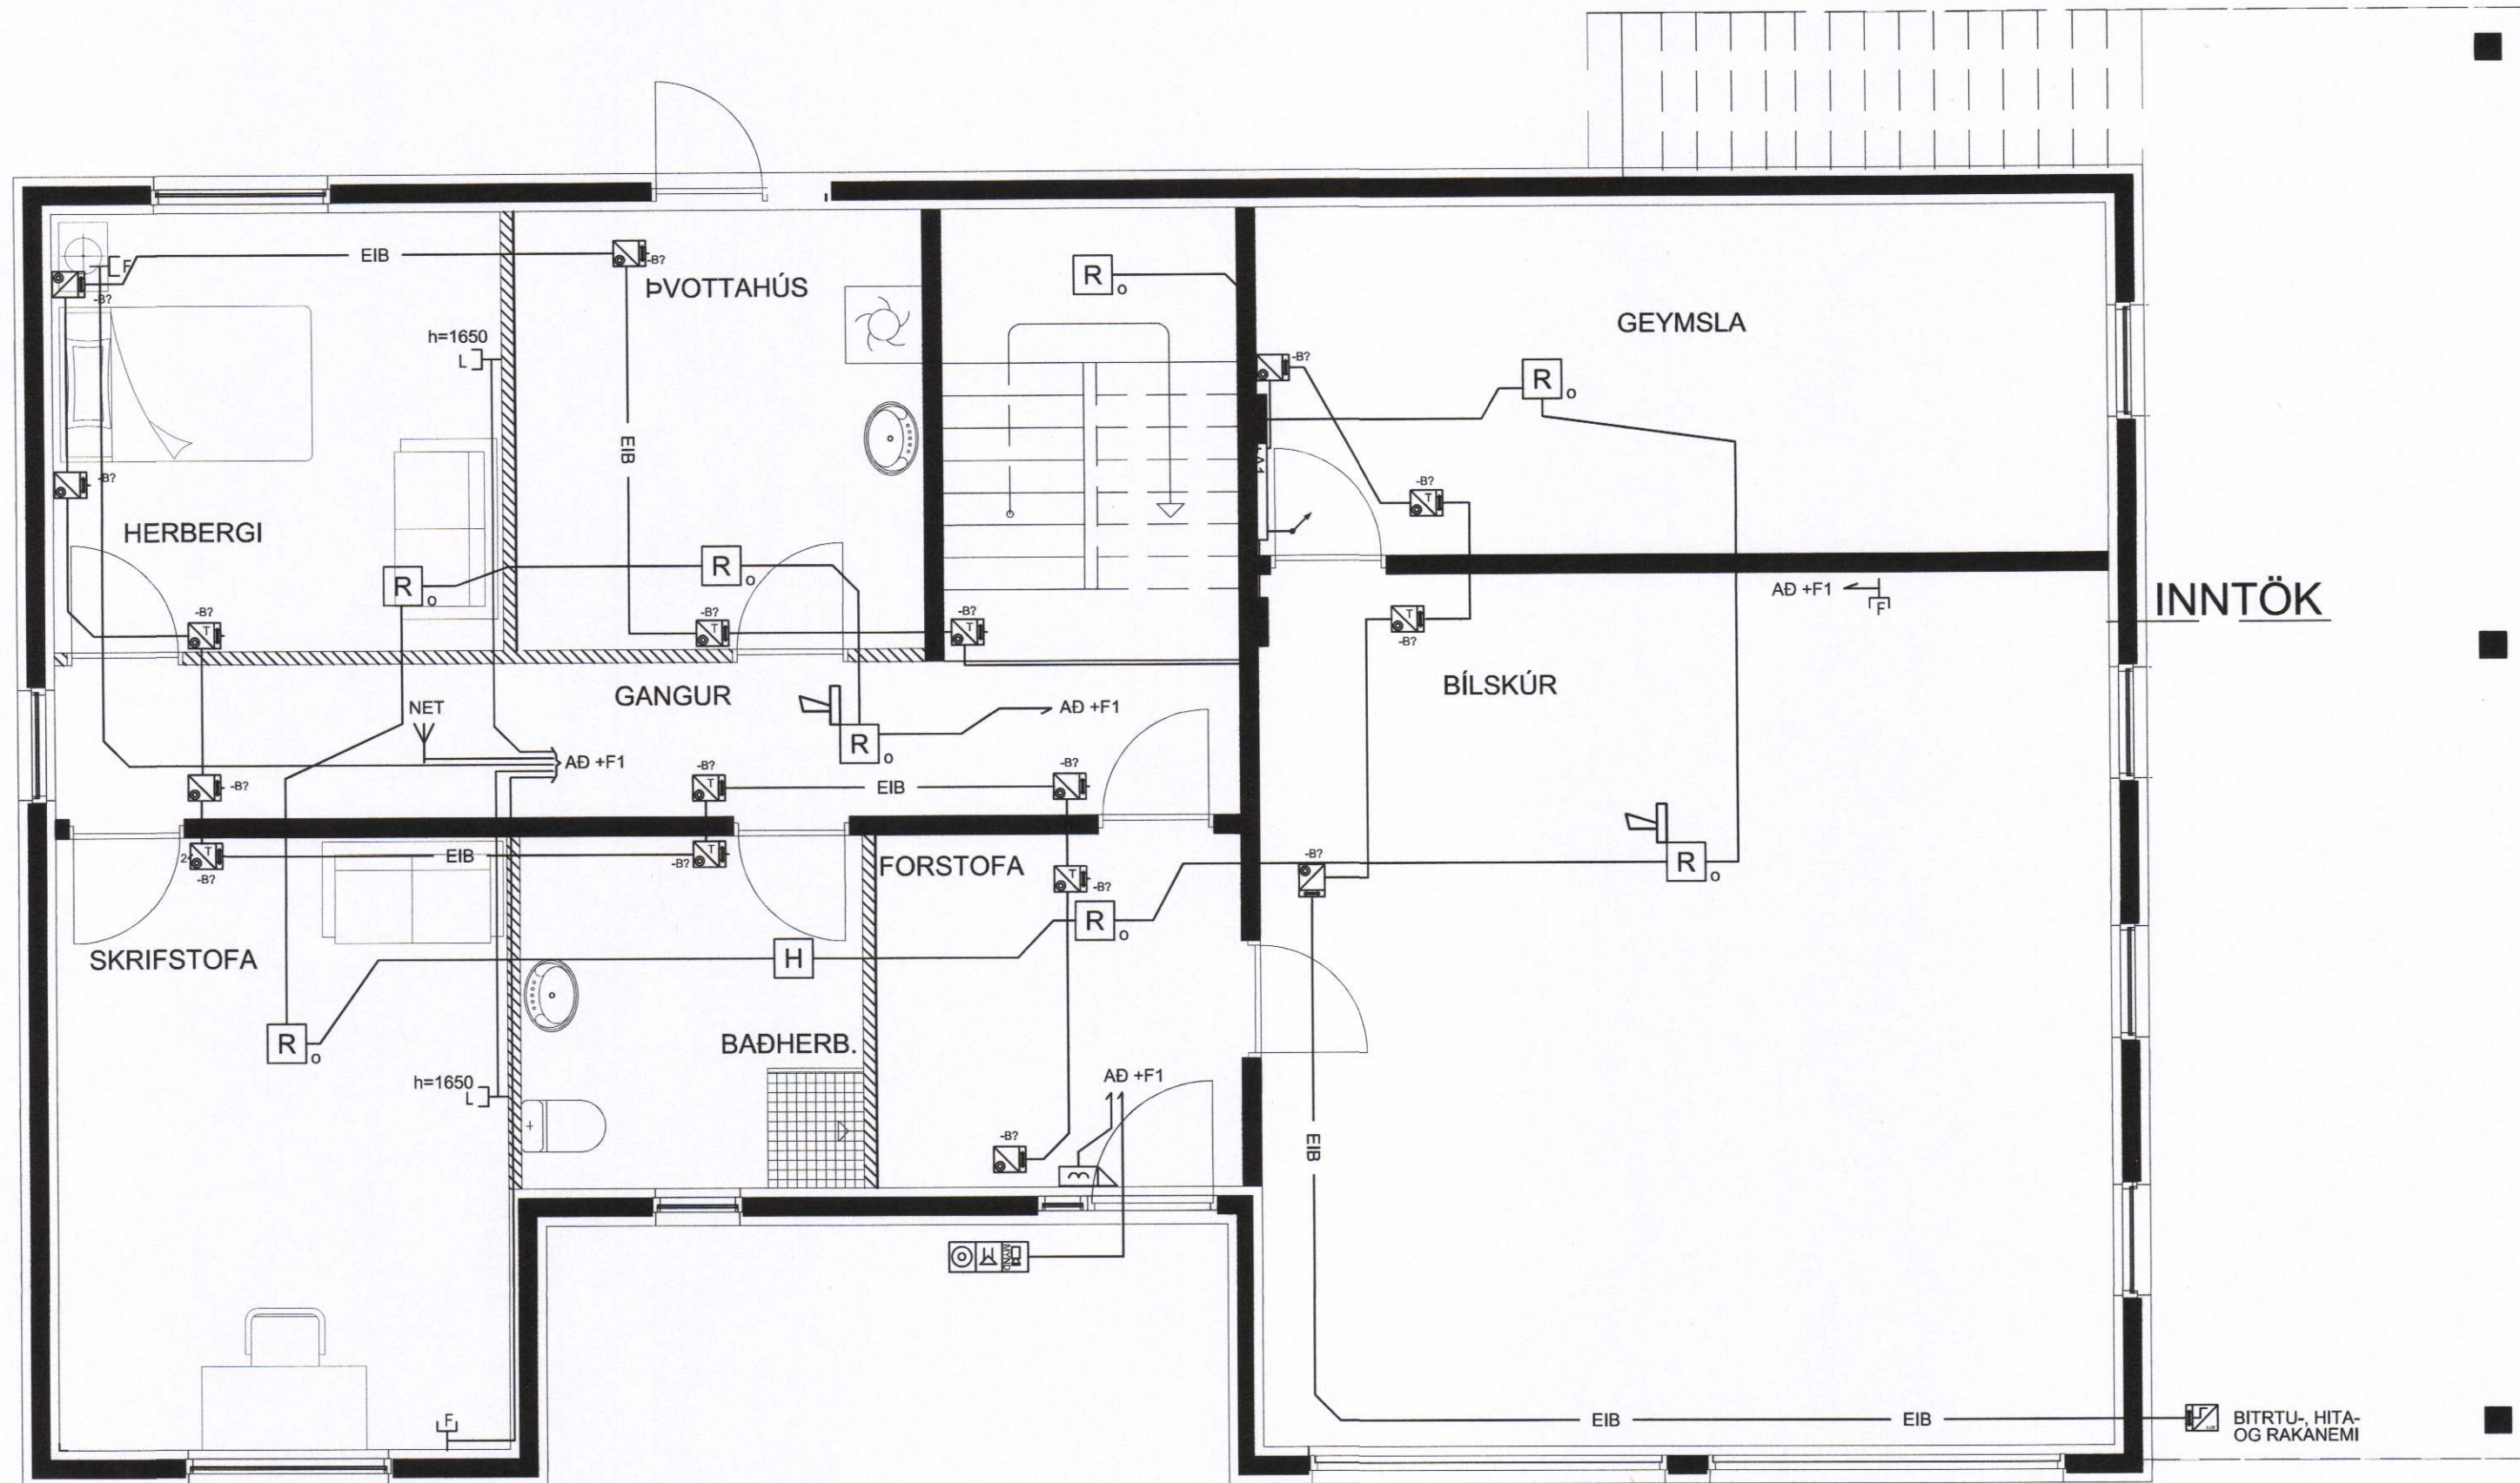 EIB
-B?
F
-B?
ÞVOTTAHÚS
R
o
GEYMSLA
h=1650
L
-B?
R
o
EIB
-B?
-B?
T
HERBERGI
R
o
R
o
AÐ +F1
F
INNTÖK
-B?
T
-B?
T
-B?
T
T
-B?
BÍLSKÚR
GANGUR
NET
AÐ +F1
R
o
AÐ +F1
-B?
-B?
T
EIB
-B?
T
R
o
T
-B?
EIB
T
-B?
FORSTOFA
T
-B?
-B?
R
o
SKRIFSTOFA
H
R
o
BAÐHERB.
h=1650
L
AÐ +F1
-B?
EIB
MYND
F
EIB
EIB
BITRTU-, HITA-
OG RAKANEMI